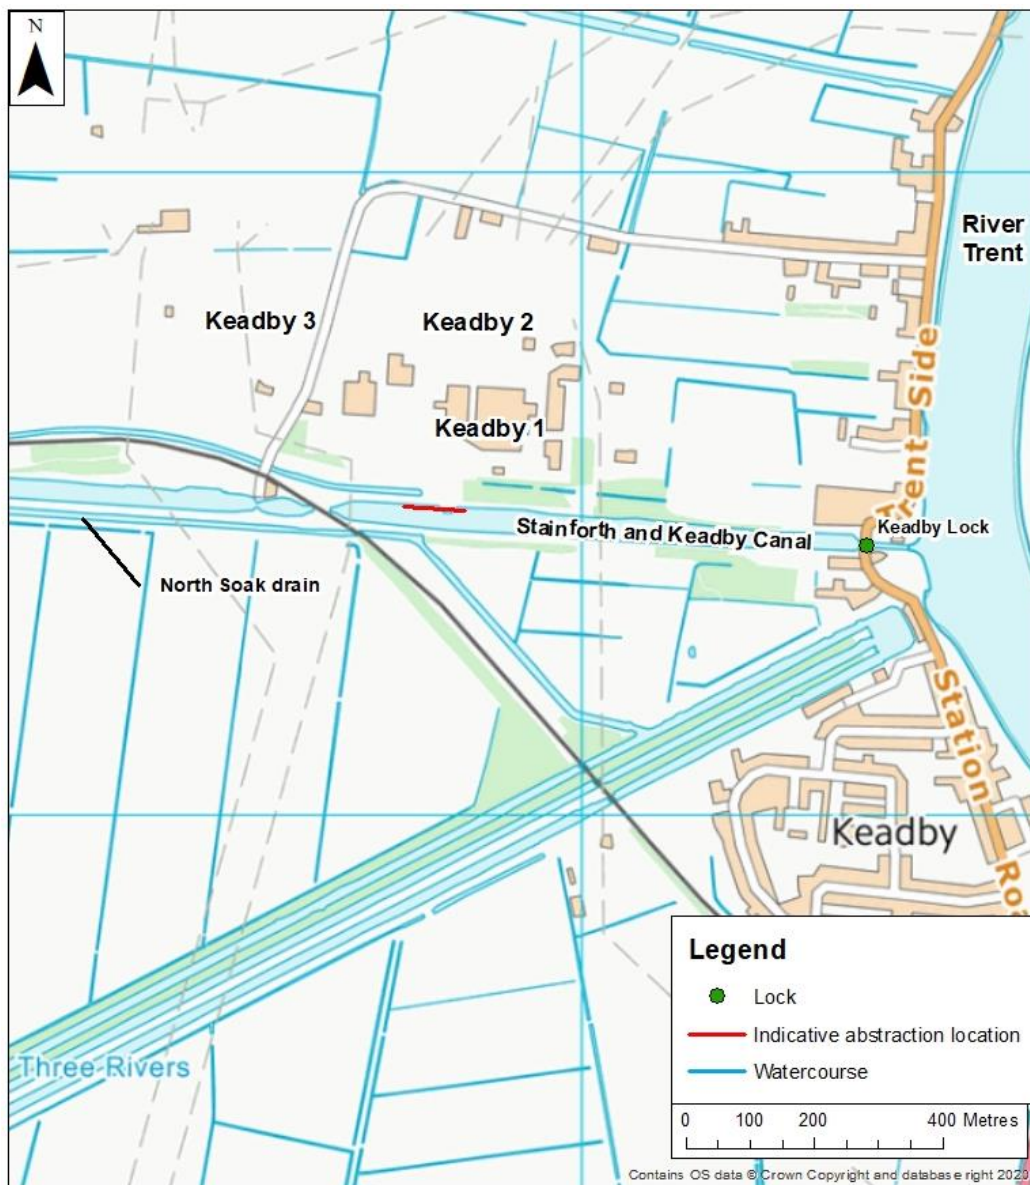 N
River
Trent
Keadby 3
Keadby 2
Keadby 1
Trent Side
Keadby Lock
Stainforth and Keadby Canal
North Soak drain
Station
Roa
Keadby
Three Rivers
Legend
Lock
Indicative abstraction location
Watercourse
0 100 200 400 Metres
Contains OS data © Crown Copyright and database right 2020